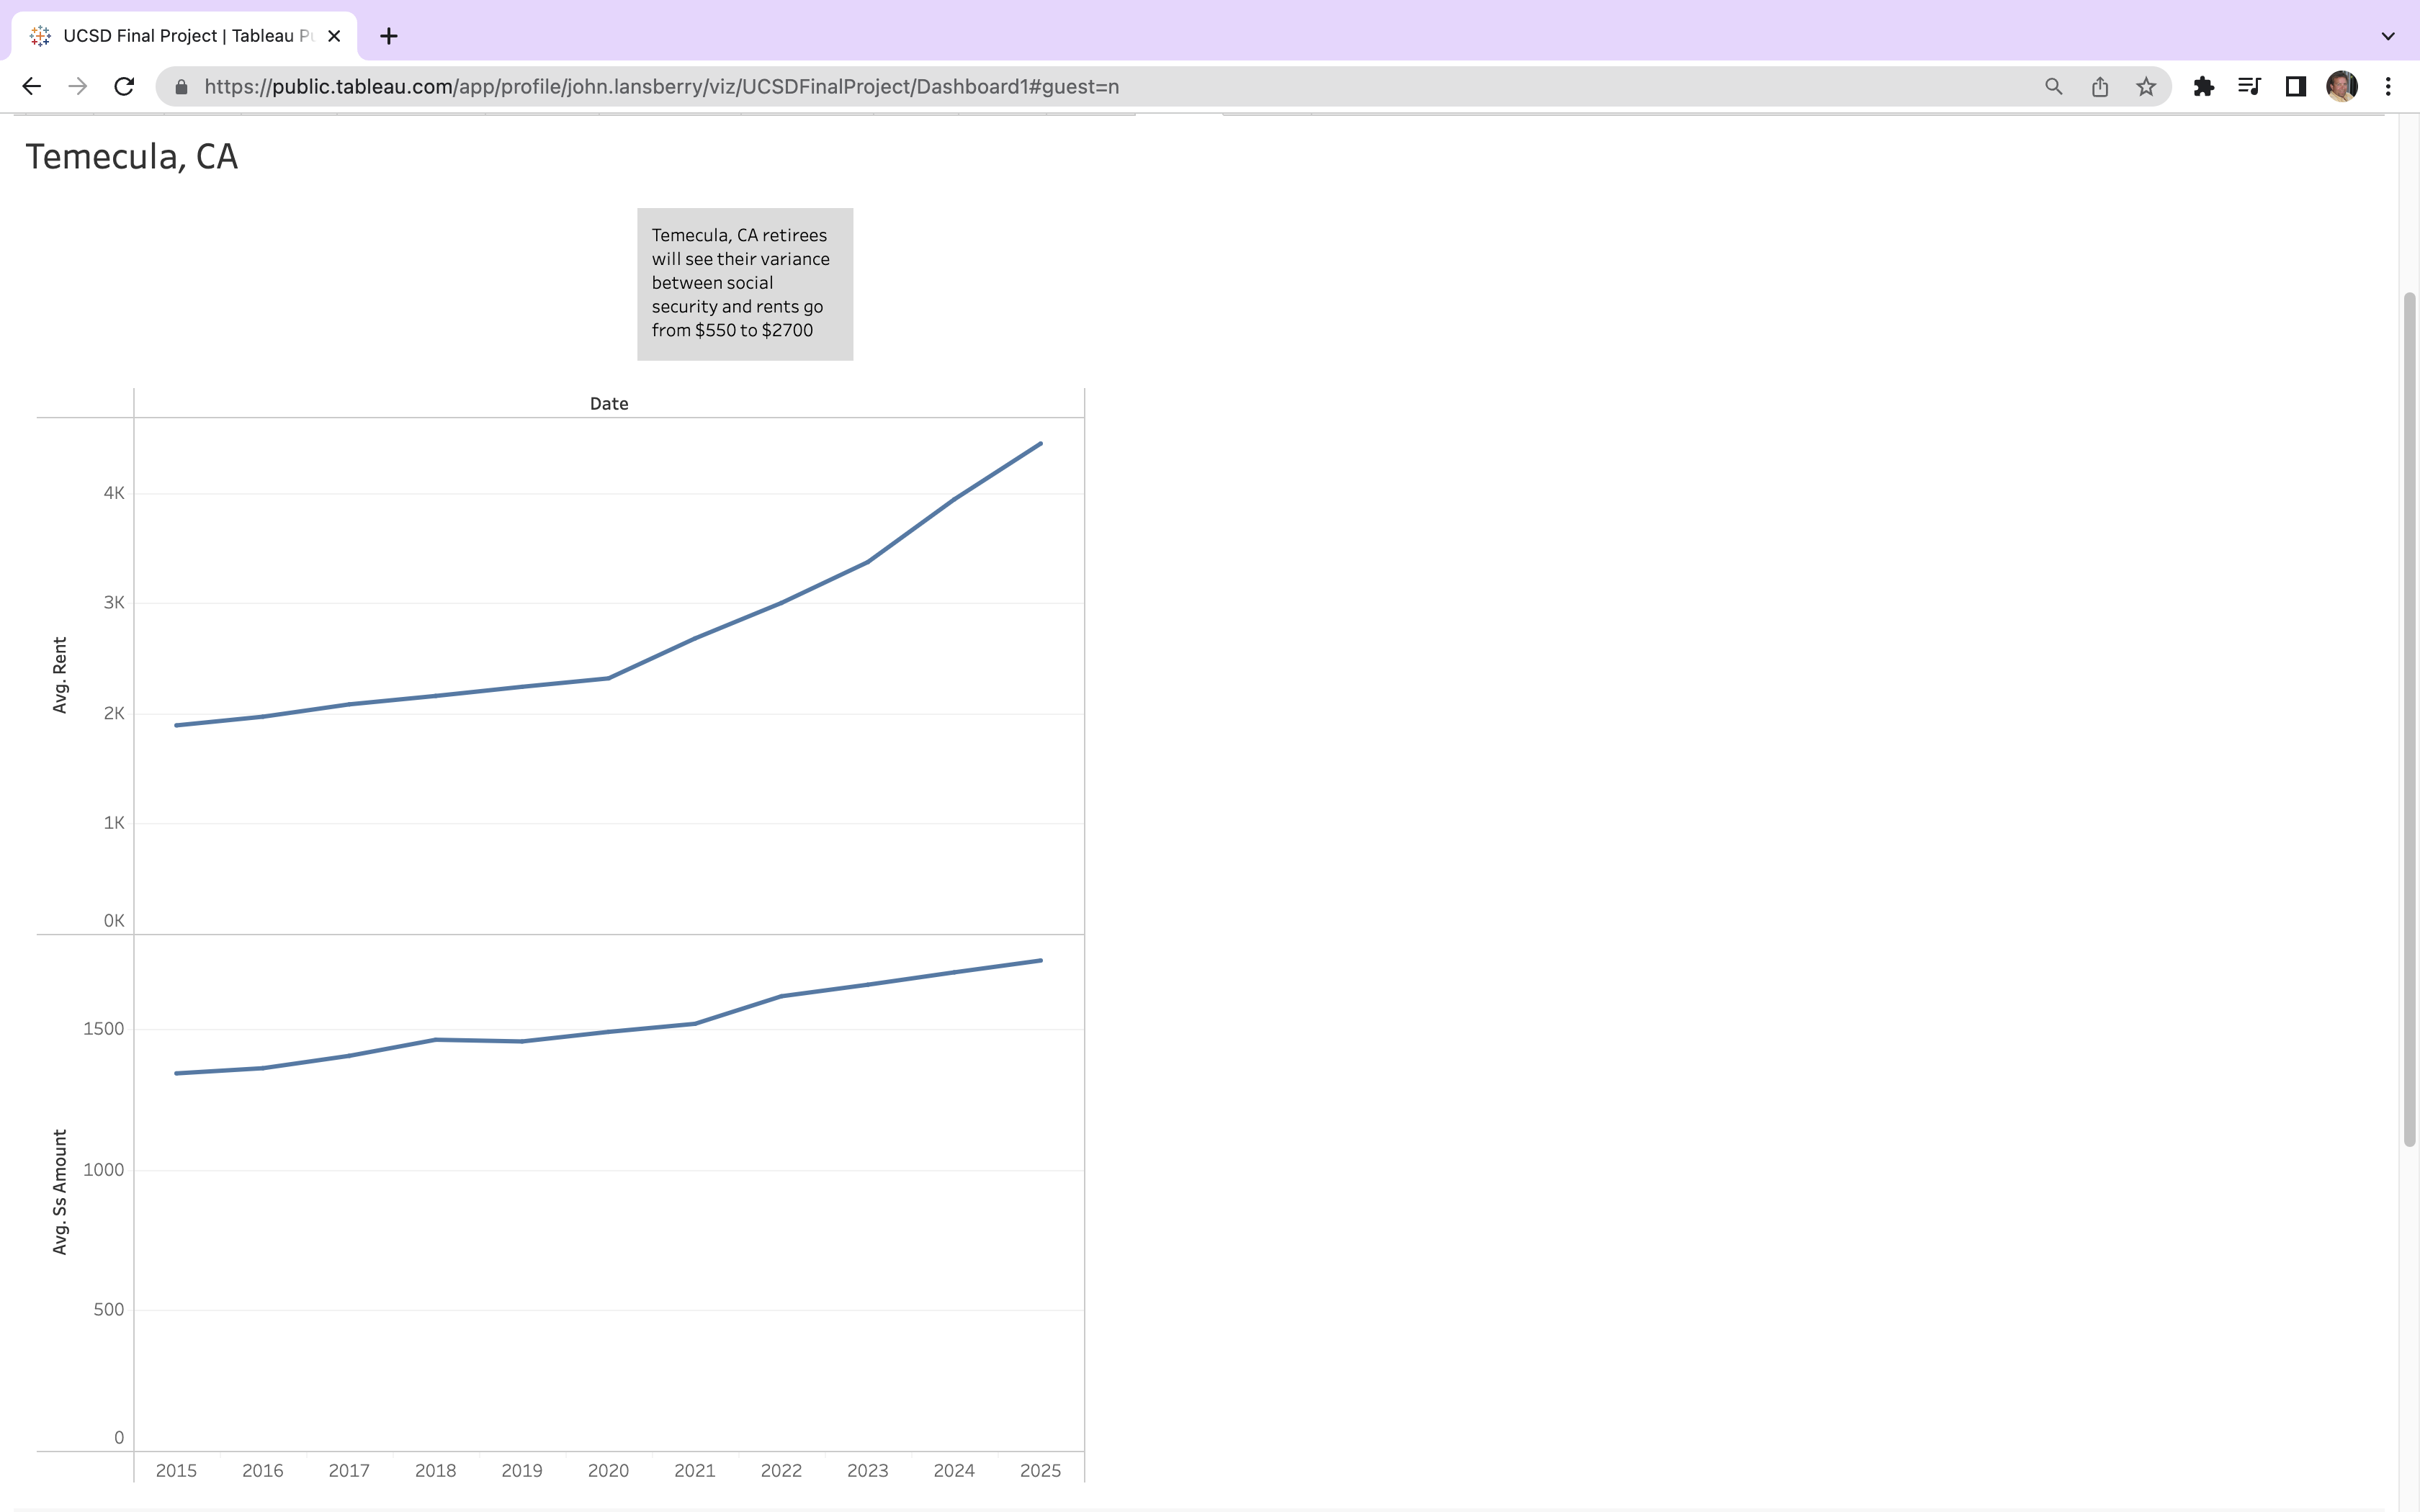 UCSD Final Project | Tableau Pu
https://public.tableau.com/app/profile/john.lansberry/viz/UCSDFinalProject/Dashboard1#guest=n
Temecula, CA
Temecula, CA retirees
will see their variance
between social
security and rents go
from $550 to $2700
Date
Avg. Rent
4K
3K
2K
1K
0K
Avg. Ss Amount
1500
1000
500
0
2015 2016 2017 2018 2019 2020 2021 2022 2023 2024 2025